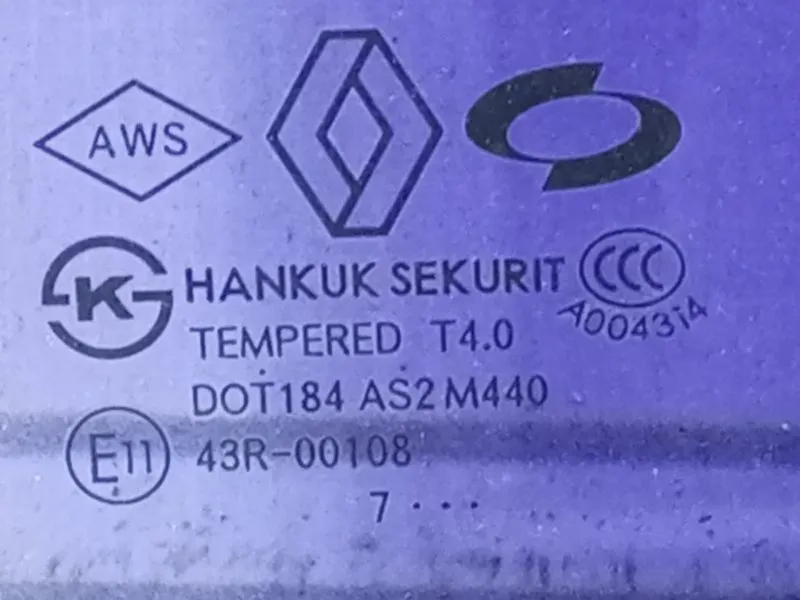 AWS
K HANKUK SEKURIT CCC
A004314
TEMPERED T4.0
DOT184 AS2 M440
E11 43R-00108
7 · · ·